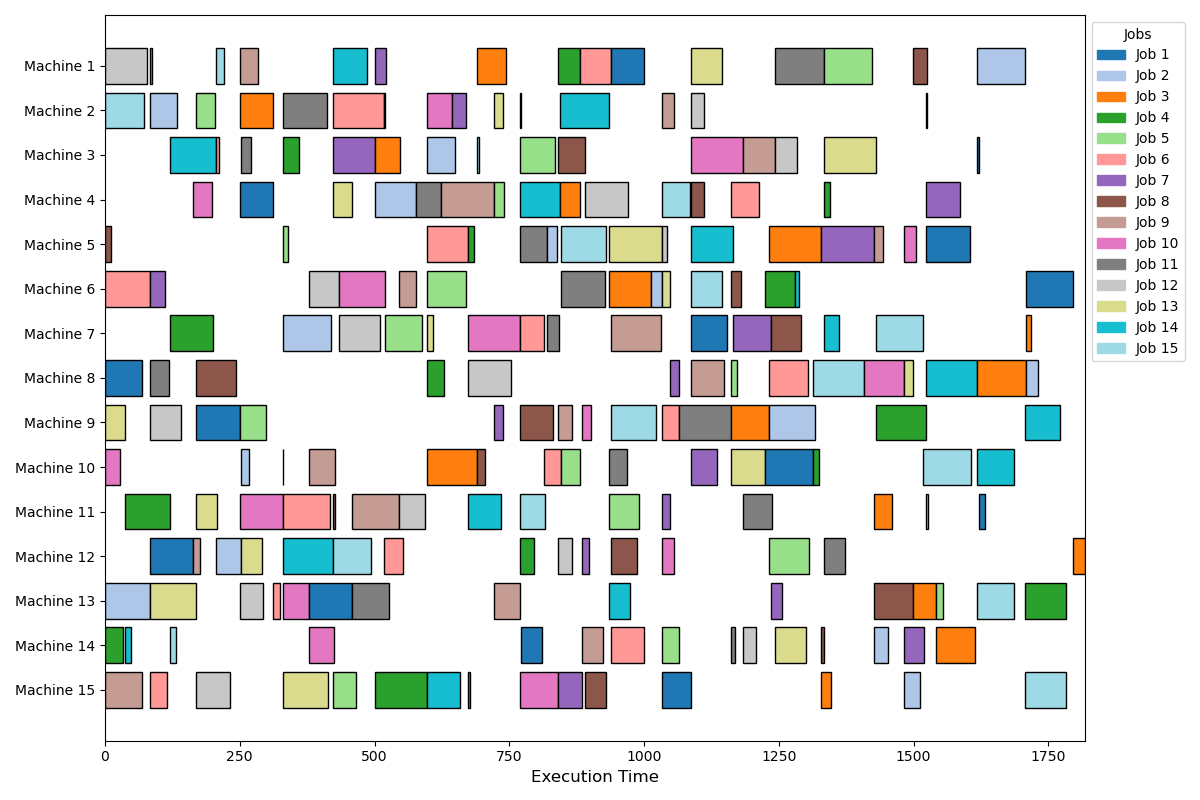 Machine 1
Machine 2
Machine 3
Machine 4
Machine 5
Machine 6
Machine 7
Machine 8
Machine 9
Machine 10
Machine 11
Machine 12
Machine 13
Machine 14
Machine 15
0 250 500 750 1000 1250 1500 1750
Execution Time
Jobs
Job 1
Job 2
Job 3
Job 4
Job 5
Job 6
Job 7
Job 8
Job 9
Job 10
Job 11
Job 12
Job 13
Job 14
Job 15